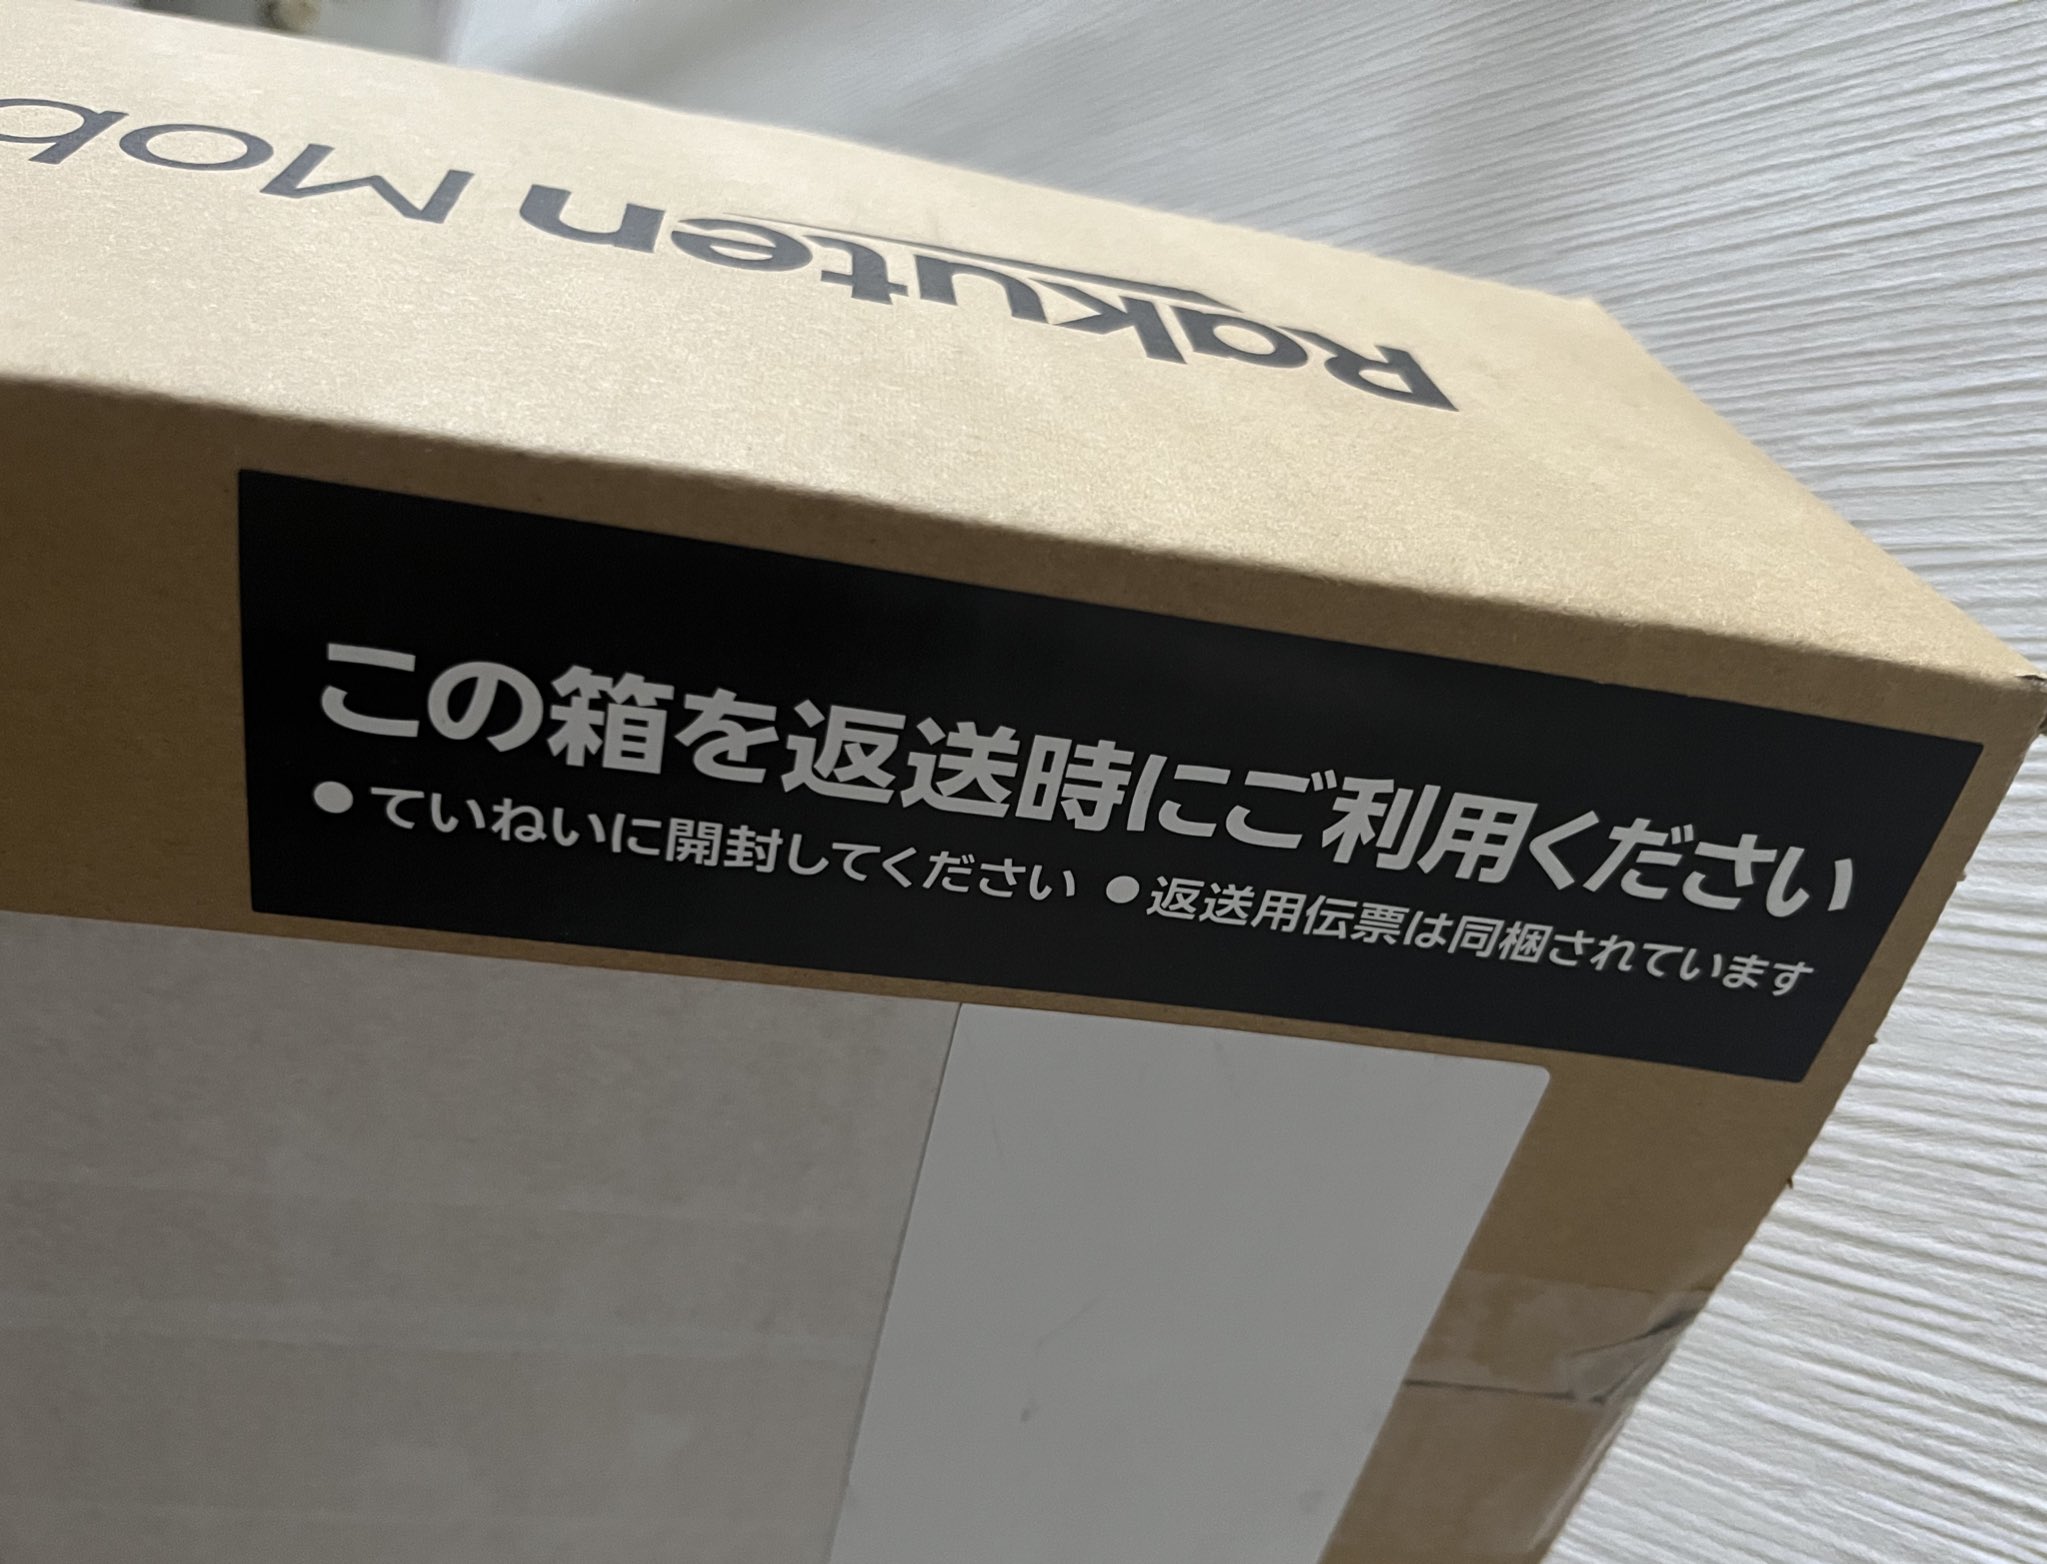 Rakuten Mob
この箱を返送時にご利用ください
●ていねいに開封してください ●返送用伝票は同梱されています